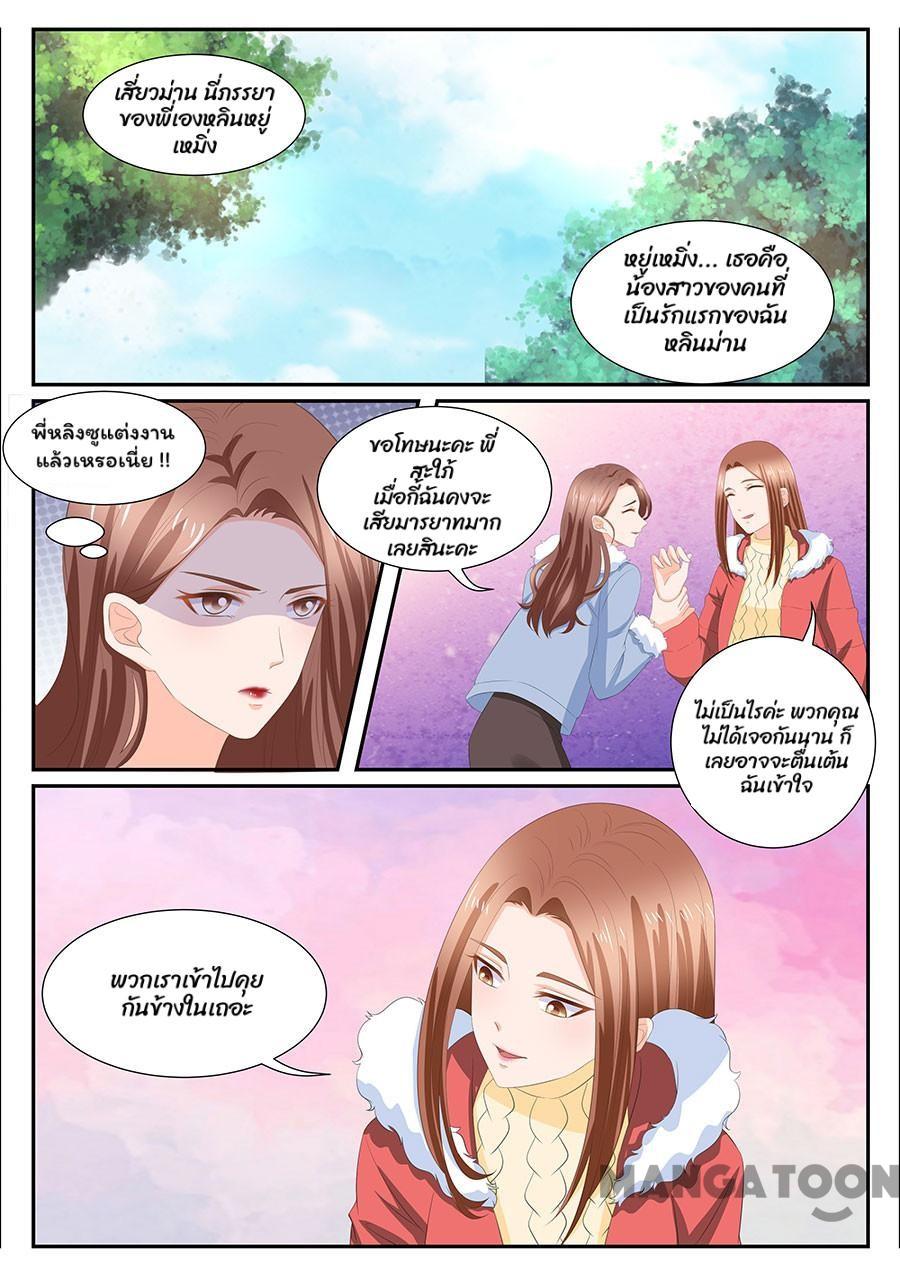 เสี่ยวม่าน นี่ภรรยา
ของพี่เองหลินหยู่
เหมิ่ง
หยู่เหมิ่ง... เธอคือ
น้องสาวของคนที่
เป็นรักแรกของฉัน
หลินม่าน
พี่หลิงซูแต่งงาน
แล้วเหรอเนี่ย !!
ขอโทษนะคะ พี่
สะใภ้
เมื่อกี้ฉันคงจะ
เสียมารยาทมาก
เลยสินะคะ
ไม่เป็นไรค่ะ พวกคุณ
ไม่ได้เจอกันนาน ก็
เลยอาจจะตื่นเต้น
ฉันเข้าใจ
พวกเราเข้าไปคุย
กันข้างในเถอะ
MANGATOON